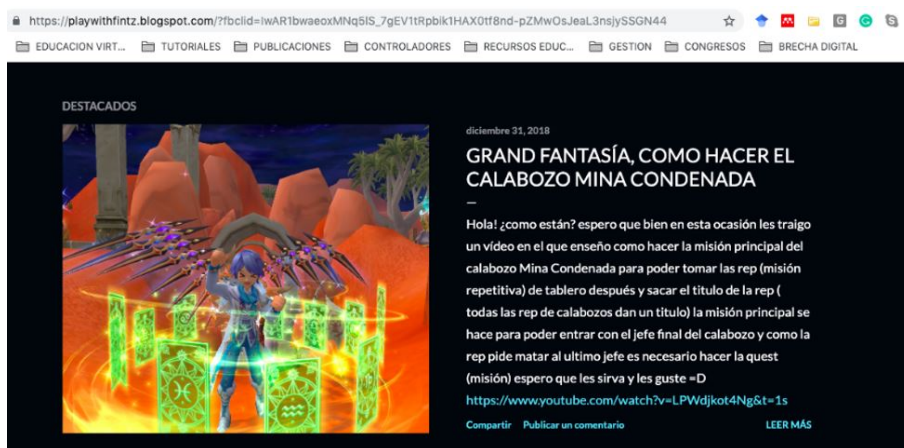 https://playwithfintz.blogspot.com/?fbclid=IwAR1bwaeoxMNq5lS_7gEV1tRpbik1HAX0tf8nd-pZMwOsJeaL3nsjySSGN44
EDUCACION VIRT... TUTORIALES PUBLICACIONES CONTROLADORES RECURSOS EDUC... GESTION CONGRESOS BRECHA DIGITAL
DESTACADOS
diciembre 31, 2018
GRAND FANTASÍA, COMO HACER EL
CALABOZO MINA CONDENADA
Hola! ¿como están? espero que bien en esta ocasión les traigo
un vídeo en el que enseño como hacer la misión principal del
calabozo Mina Condenada para poder tomar las rep (misión
repetitiva) de tablero después y sacar el titulo de la rep (
todas las rep de calabozos dan un titulo) la misión principal se
hace para poder entrar con el jefe final del calabozo y como la
rep pide matar al ultimo jefe es necesario hacer la quest
(misión) espero que les sirva y les guste =D
https://www.youtube.com/watch?v=LPWdjkot4Ng&t=1s
Compartir Publicar un comentario LEER MÁS